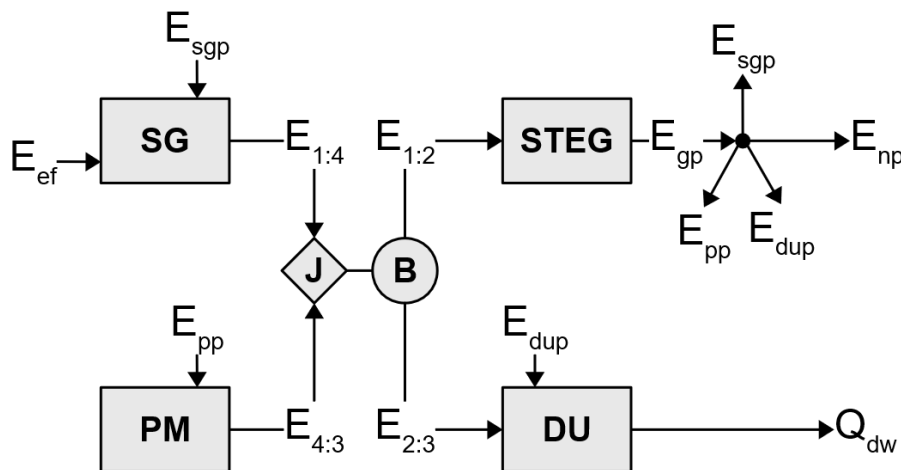 E_sgp
E_sgp
SG
E_1:4
E_1:2
STEG
E_gp
E_np
E_ef
E_pp
E_dup
J
B
E_pp
E_dup
PM
E_4:3
E_2:3
DU
Q_dw